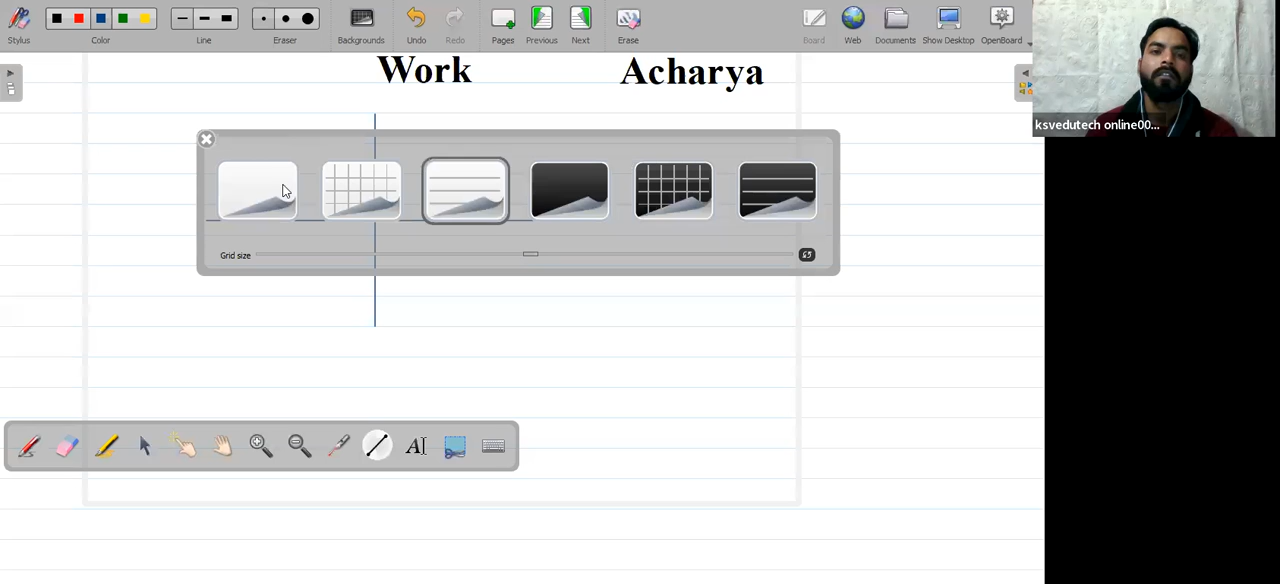 Stylus Color Line Eraser Backgrounds Undo Redo Pages Previous Next Erase Board Web Documents Show Desktop OpenBoard
ksvedutech online00...
Work Acharya
Grid size